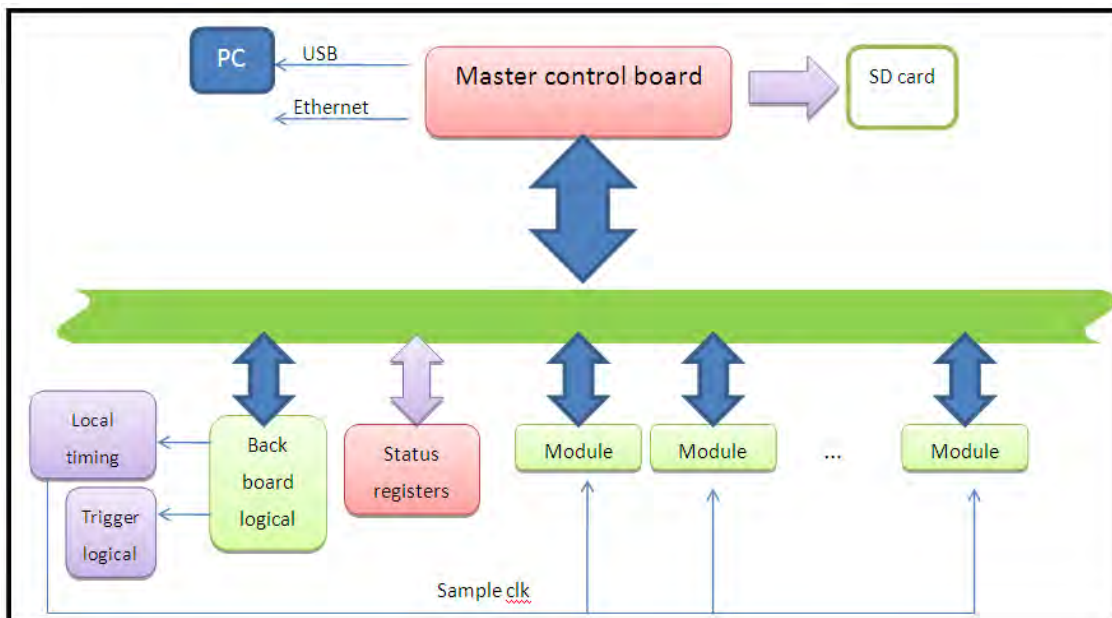 PC
USB
Ethernet
Master control board
SD card
Local
timing
Trigger
logical
Back
board
logical
Status
registers
Module
Module
...
Module
Sample clk